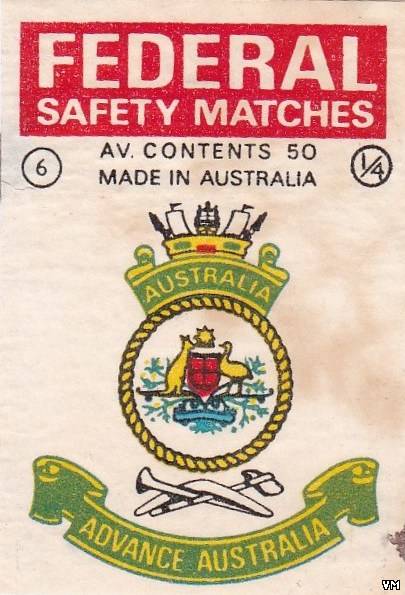 FEDERAL
SAFETY MATCHES
AV. CONTENTS 50
MADE IN AUSTRALIA
6
1/4
AUSTRALIA
ADVANCE AUSTRALIA
VM